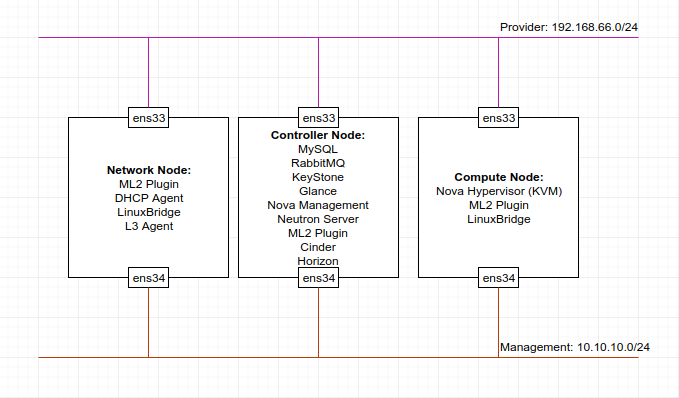 Provider: 192.168.66.0/24
ens33
ens33
ens33
Network Node:
ML2 Plugin
DHCP Agent
LinuxBridge
L3 Agent
Controller Node:
MySQL
RabbitMQ
KeyStone
Glance
Nova Management
Neutron Server
ML2 Plugin
Cinder
Horizon
Compute Node:
Nova Hypervisor (KVM)
ML2 Plugin
LinuxBridge
ens34
ens34
ens34
Management: 10.10.10.0/24